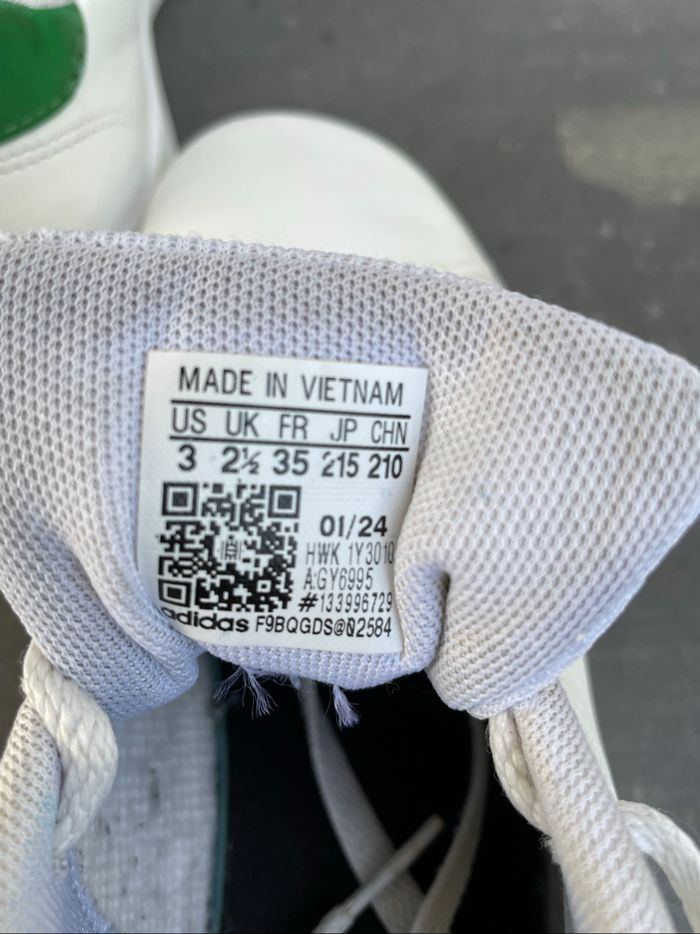 MADE IN VIETNAM
US UK FR JP CHN
3 2½ 35 215 210
01/24
HWK 1Y3010
A:GY6995
#133996729
adidas F9BQGDS@02584